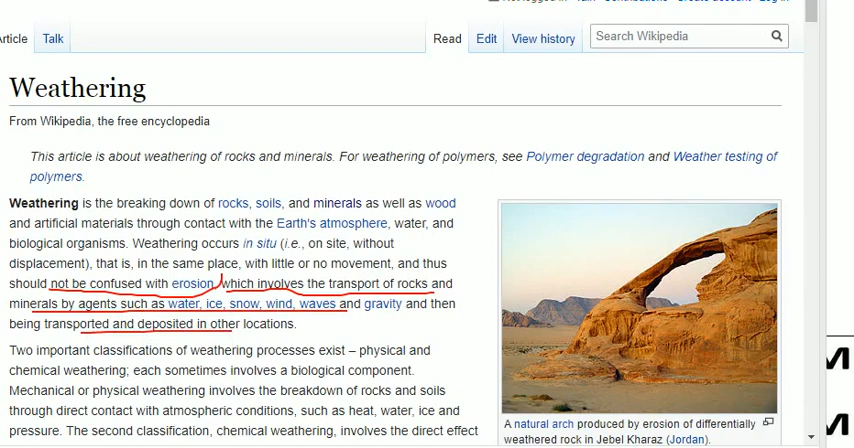 Article Talk Read Edit View history Search Wikipedia
Weathering
From Wikipedia, the free encyclopedia
This article is about weathering of rocks and minerals. For weathering of polymers, see Polymer degradation and Weather testing of
polymers.
Weathering is the breaking down of rocks, soils, and minerals as well as wood
and artificial materials through contact with the Earth's atmosphere, water, and
biological organisms. Weathering occurs in situ (i.e., on site, without
displacement), that is, in the same place, with little or no movement, and thus
should not be confused with erosion, which involves the transport of rocks and
minerals by agents such as water, ice, snow, wind, waves and gravity and then
being transported and deposited in other locations.
Two important classifications of weathering processes exist – physical and
chemical weathering; each sometimes involves a biological component.
Mechanical or physical weathering involves the breakdown of rocks and soils
through direct contact with atmospheric conditions, such as heat, water, ice and
pressure. The second classification, chemical weathering, involves the direct effect
A natural arch produced by erosion of differentially
weathered rock in Jebel Kharaz (Jordan).
M
M